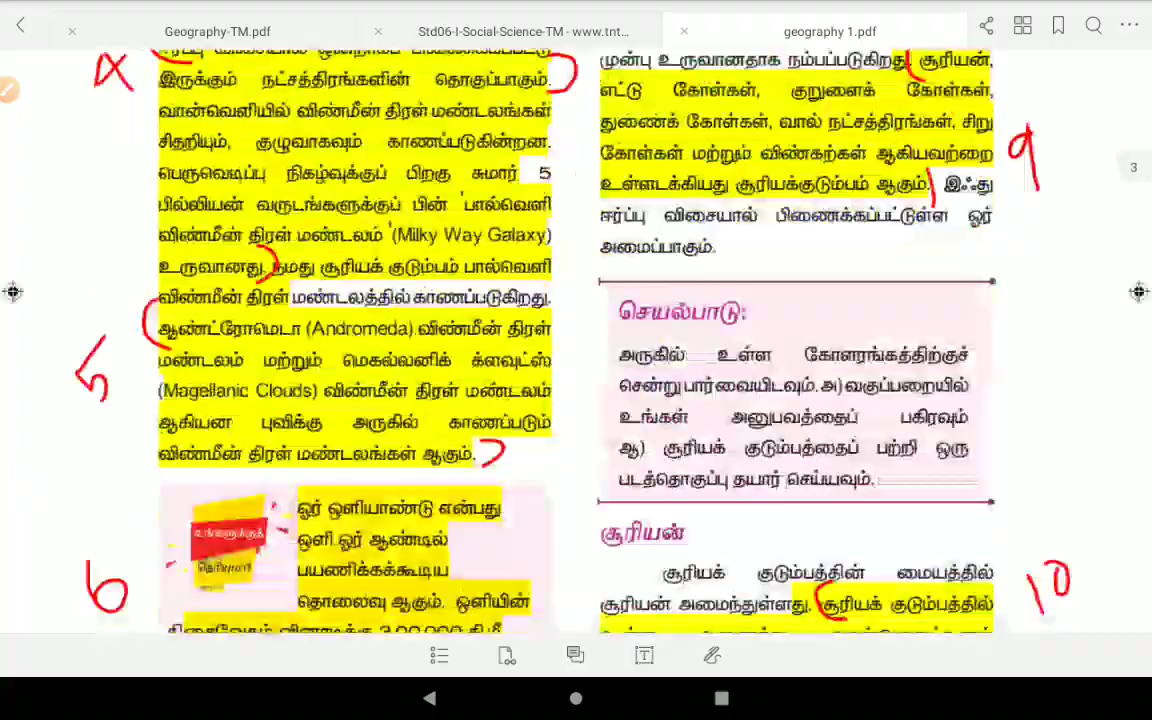 Geography-TM.pdf
Std06-I-Social-Science-TM - www.tnt...
geography 1.pdf
3
4
இருக்கும் நட்சத்திரங்களின் தொகுப்பாகும்.
வான்வெளியில் விண்மீன் திரள் மண்டலங்கள்
சிதறியும், குழுவாகவும் காணப்படுகின்றன.
பெருவெடிப்பு நிகழ்வுக்குப் பிறகு சுமார் 5
பில்லியன் வருடங்களுக்குப் பின் 'பால்வெளி
விண்மீன் திரள் மண்டலம் '(Milky Way Galaxy)
உருவானது. நமது சூரியக் குடும்பம் பால்வெளி
விண்மீன் திரள் மண்டலத்தில் காணப்படுகிறது.
ஆண்ட்ரோமெடா (Andromeda) விண்மீன் திரள்
மண்டலம் மற்றும் மெகல்லனிக் க்ளவுட்ஸ்
(Magellanic Clouds) விண்மீன் திரள் மண்டலம்
ஆகியன புவிக்கு அருகில் காணப்படும்
விண்மீன் திரள் மண்டலங்கள் ஆகும்.
5
உங்களுக்குத்
தெரியுமா
ஓர் ஒளியாண்டு என்பது
ஒளி ஓர் ஆண்டில்
பயணிக்கக்கூடிய
தொலைவு ஆகும். ஒளியின்
திசைவேகம் வினாடிக்கு 3,00,000 கி.மீ
6
முன்பு உருவானதாக நம்பப்படுகிறது. சூரியன்,
எட்டு கோள்கள், குறுளைக் கோள்கள்,
துணைக் கோள்கள், வால் நட்சத்திரங்கள், சிறு
கோள்கள் மற்றும் விண்கற்கள் ஆகியவற்றை
உள்ளடக்கியது சூரியக்குடும்பம் ஆகும். இஃது
ஈர்ப்பு விசையால் பிணைக்கப்பட்டுள்ள ஓர்
அமைப்பாகும்.
9
செயல்பாடு:
அருகில் உள்ள கோளரங்கத்திற்குச்
சென்று பார்வையிடவும். அ) வகுப்பறையில்
உங்கள் அனுபவத்தைப் பகிரவும்
ஆ) சூரியக் குடும்பத்தைப் பற்றி ஒரு
படத்தொகுப்பு தயார் செய்யவும்.
சூரியன்
சூரியக் குடும்பத்தின் மையத்தில்
சூரியன் அமைந்துள்ளது. சூரியக் குடும்பத்தில்
10